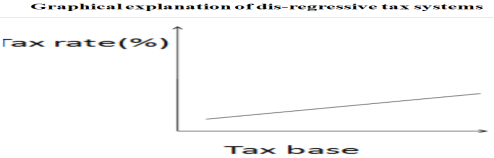 Graphical explanation of dis-regressive tax systems
Tax rate(%)
Tax base